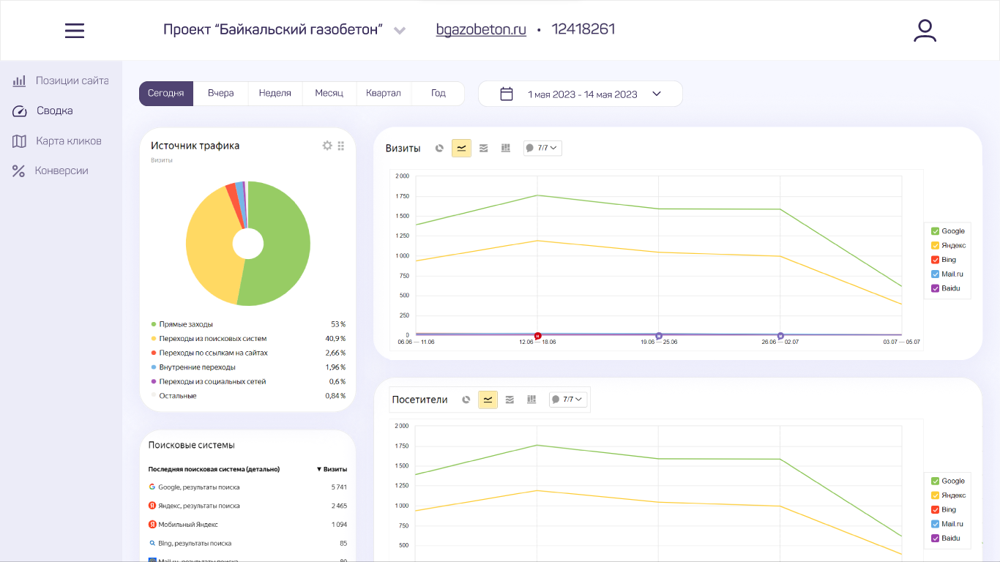 Проект “Байкальский газобетон”
bgazobeton.ru • 12418261
Позиции сайта
Сводка
Карта кликов
Конверсии
Сегодня Вчера Неделя Месяц Квартал Год
1 мая 2023 - 14 мая 2023
Источник трафика
Визиты
Прямые заходы 53 %
Переходы из поисковых систем 40,9 %
Переходы по ссылкам на сайтах 2,66 %
Внутренние переходы 1,96 %
Переходы из социальных сетей 0,6 %
Остальные 0,84 %
Поисковые системы
Последняя поисковая система (детально) ▼ Визиты
Google, результаты поиска 5 741
Яндекс, результаты поиска 2 465
Мобильный Яндекс 1 094
Bing, результаты поиска 85
Mail.ru, результаты поиска 80
Визиты 7/7
2 000
1 750
1 500
1 250
1 000
750
500
250
0
06.06 — 11.06 12.06 — 18.06 19.06 — 25.06 26.06 — 02.07 03.07 — 05.07
Google
Яндекс
Bing
Mail.ru
Baidu
Посетители 7/7
2 000
1 750
1 500
1 250
1 000
750
500
Google
Яндекс
Bing
Mail.ru
Baidu